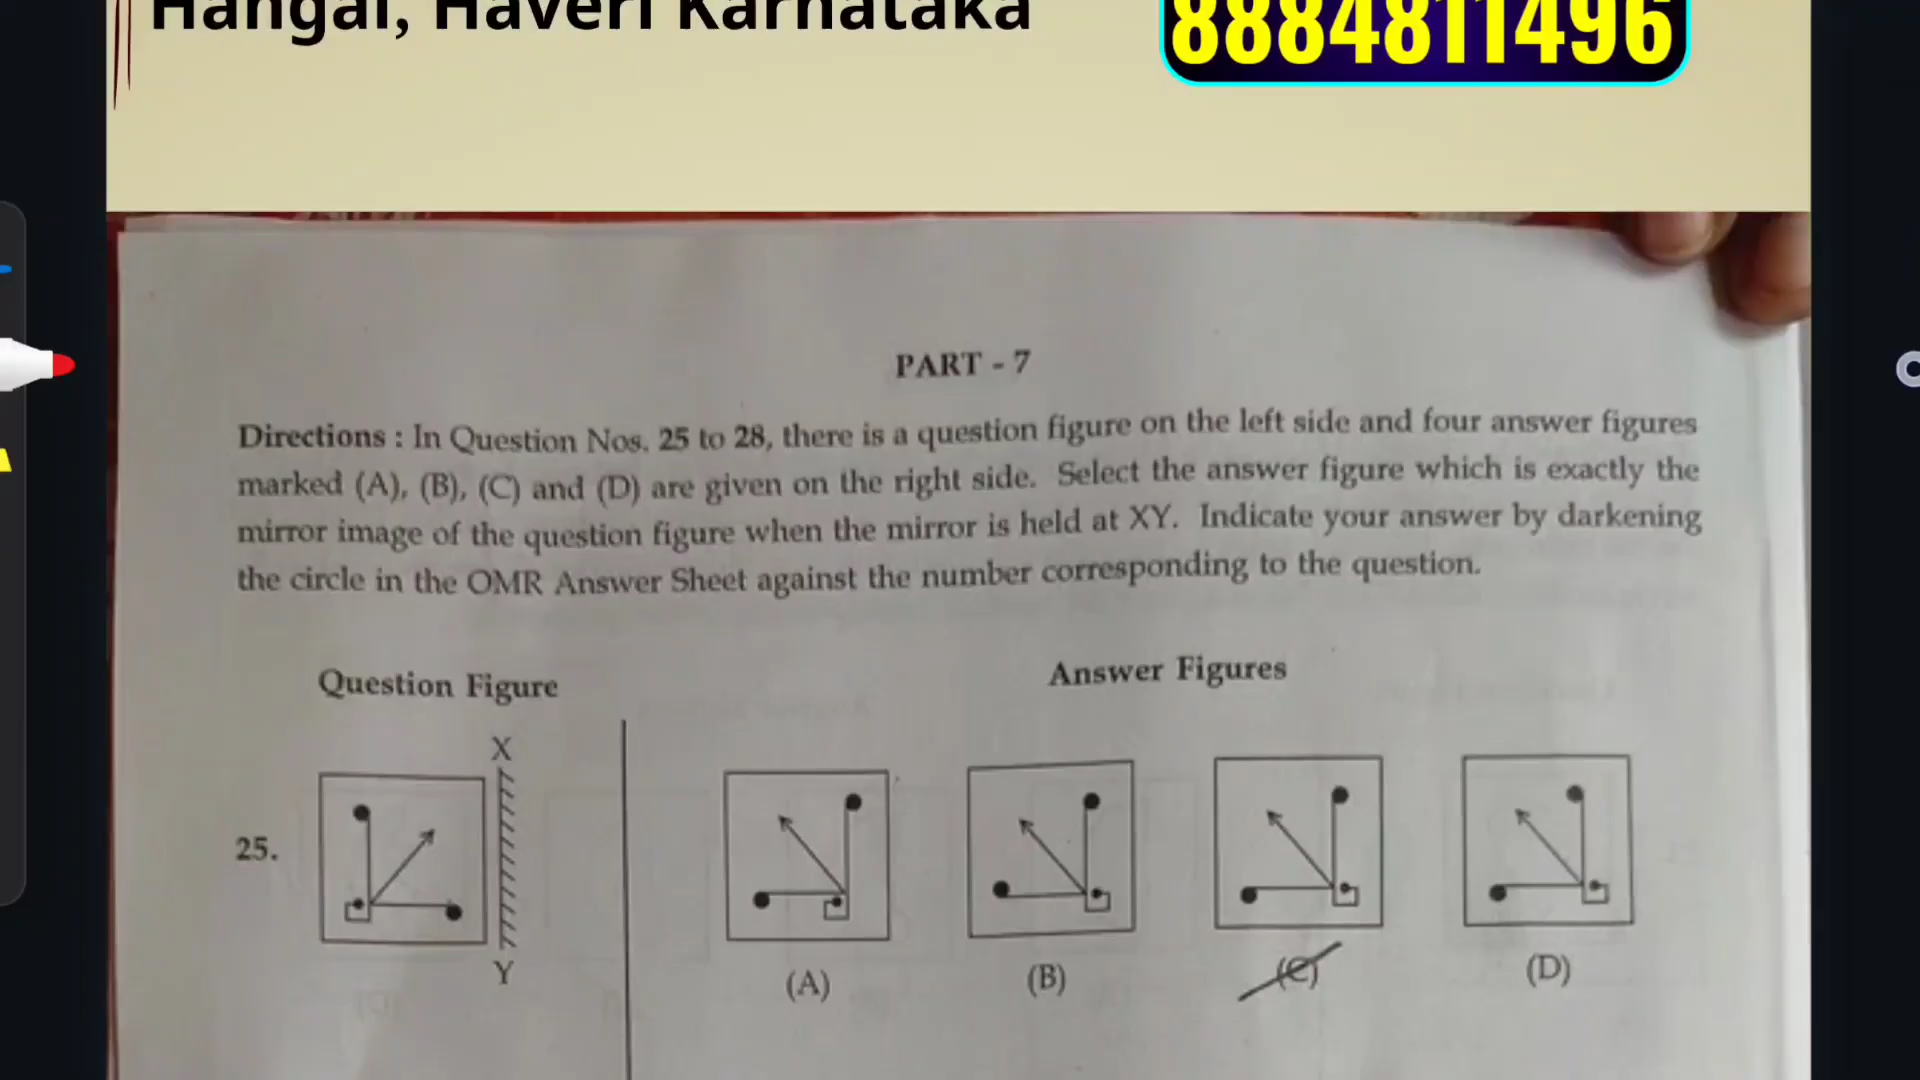 Hangal, Haveri Karnataka
8884811496
PART - 7
Directions : In Question Nos. 25 to 28, there is a question figure on the left side and four answer figures
marked (A), (B), (C) and (D) are given on the right side. Select the answer figure which is exactly the
mirror image of the question figure when the mirror is held at XY. Indicate your answer by darkening
the circle in the OMR Answer Sheet against the number corresponding to the question.
Question Figure
Answer Figures
X
25.
Y
(A)
(B)
(C)
(D)